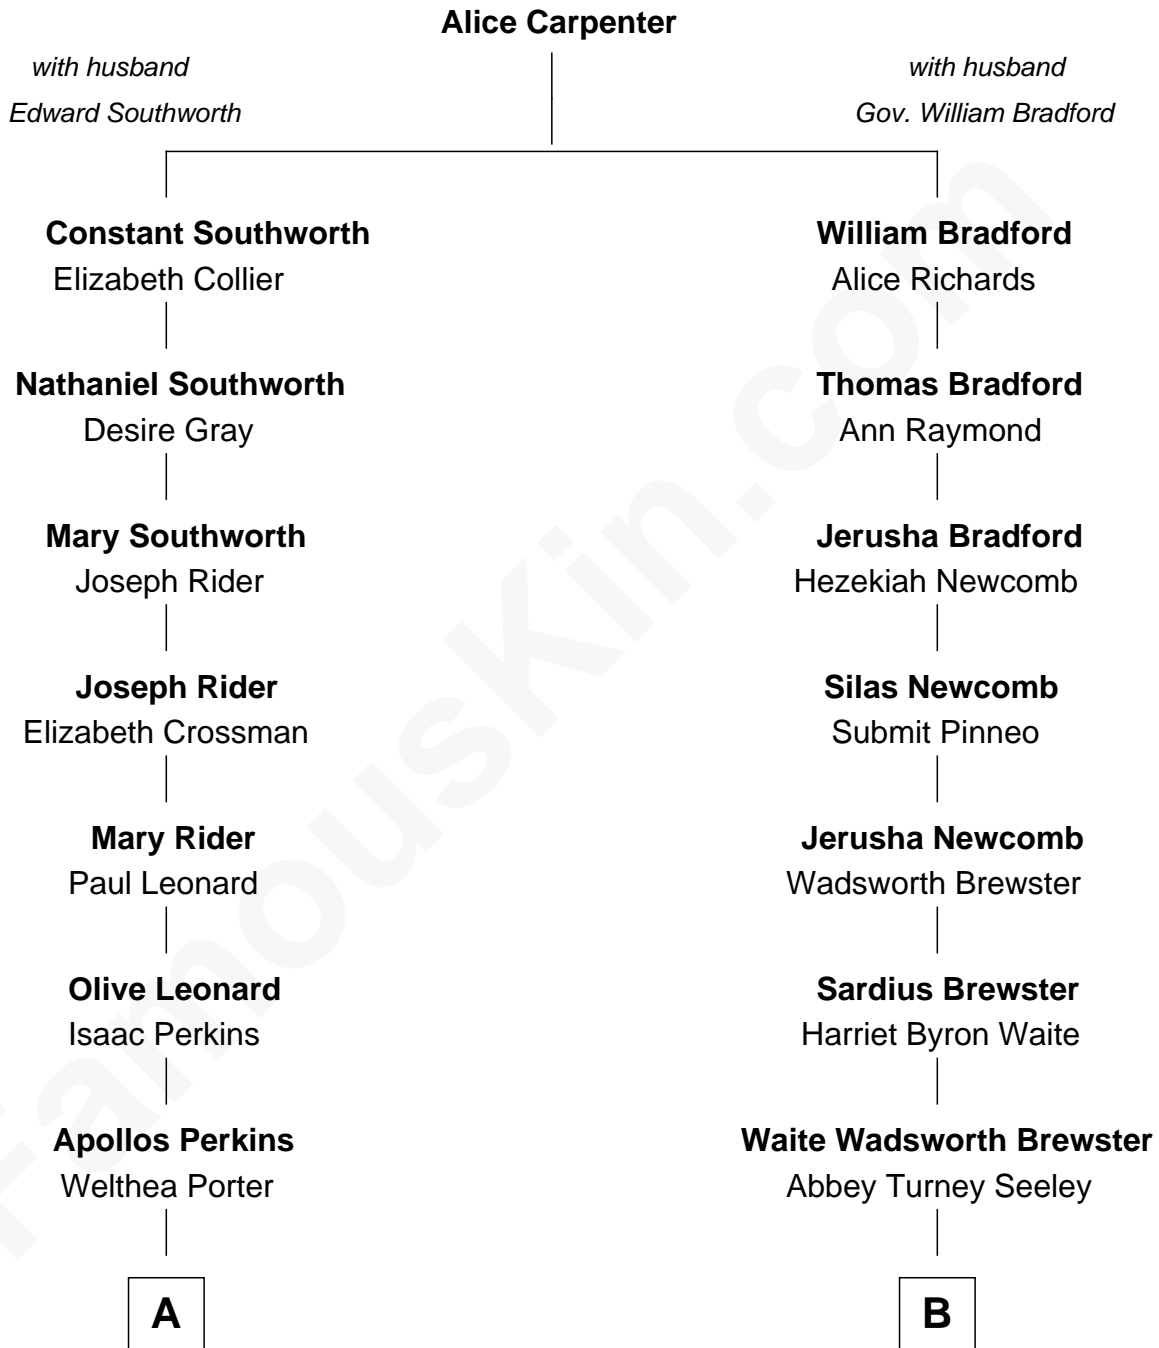 Alice Carpenter
with husband
Edward Southworth
with husband
Gov. William Bradford
Constant Southworth
Elizabeth Collier
William Bradford
Alice Richards
Nathaniel Southworth
Desire Gray
Thomas Bradford
Ann Raymond
Mary Southworth
Joseph Rider
Jerusha Bradford
Hezekiah Newcomb
Joseph Rider
Elizabeth Crossman
Silas Newcomb
Submit Pinneo
Mary Rider
Paul Leonard
Jerusha Newcomb
Wadsworth Brewster
Olive Leonard
Isaac Perkins
Sardius Brewster
Harriet Byron Waite
Apollos Perkins
Welthea Porter
Waite Wadsworth Brewster
Abbey Turney Seeley
A
B
FamousKin.com